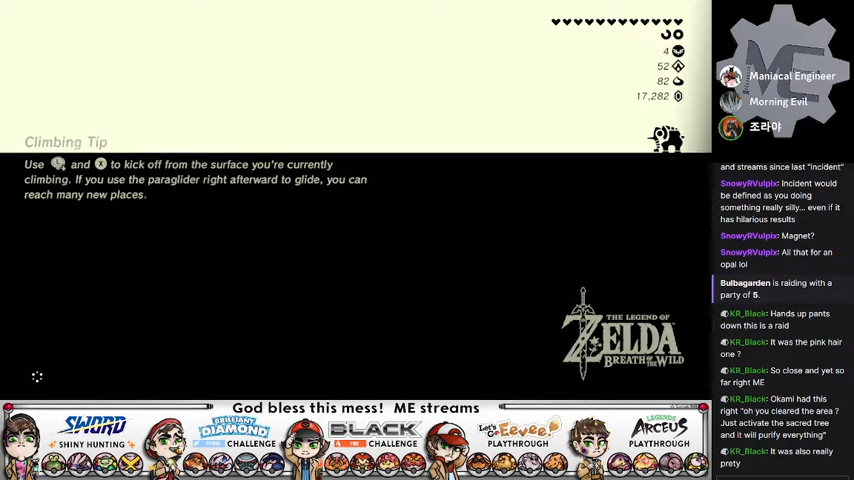 4
52
82
17,282
Climbing Tip
Use L and X to kick off from the surface you're currently
climbing. If you use the paraglider right afterward to glide, you can
reach many new places.
THE LEGEND OF
ZELDA
BREATH OF THE WILD
God bless this mess! ME streams
SWORD
SHINY HUNTING
BRILLIANT
DIAMOND
CHALLENGE
BLACK
CHALLENGE
Let's Go
Eevee!
PLAYTHROUGH
LEGENDS
ARCEUS
PLAYTHROUGH
ME
Maniacal Engineer
Morning Evil
조라야
and streams since last "incident"
SnowyRVulpix: Incident would
be defined as you doing
something really silly... even if it
has hilarious results
SnowyRVulpix: Magnet?
SnowyRVulpix: All that for an
opal lol
Bulbagarden is raiding with a
party of 5.
KR_Black: Hands up pants
down this is a raid
KR_Black: It was the pink hair
one ?
KR_Black: So close and yet so
far right ME
KR_Black: Okami had this
right "oh you cleared the area ?
Just activate the sacred tree
and it will purify everything"
KR_Black: It was also really
prety